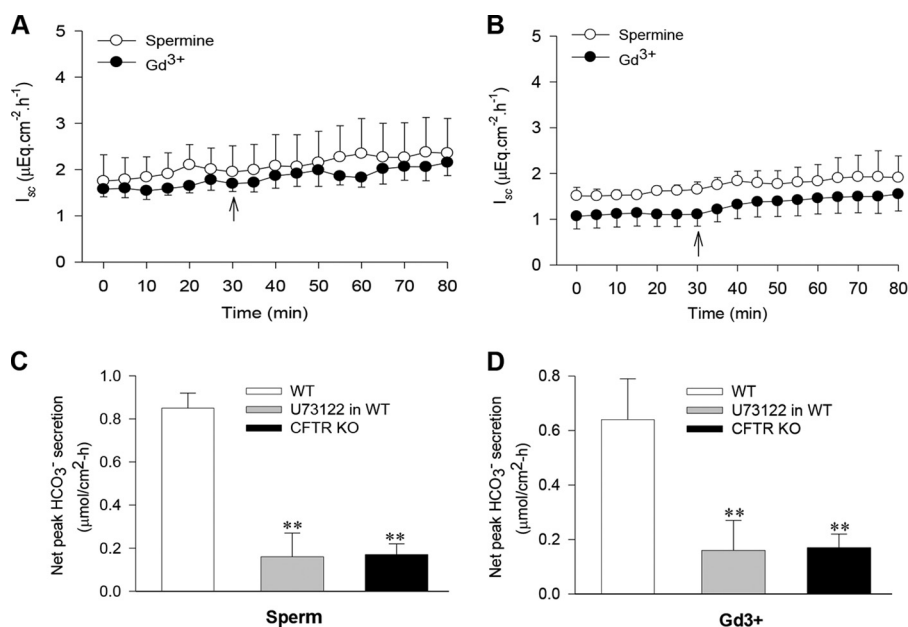 A
Spermine
Gd3+
5
4
3
2
1
0
Isc (μEq.cm-2.h-1)
0 10 20 30 40 50 60 70 80
Time (min)
B
Spermine
Gd3+
5
4
3
2
1
0
Isc (μEq.cm-2.h-1)
0 10 20 30 40 50 60 70 80
Time (min)
C
WT
U73122 in WT
CFTR KO
1.0
0.8
0.6
0.4
0.2
0.0
Net peak HCO3- secretion
(μmol/cm2-h)
** **
Sperm
D
WT
U73122 in WT
CFTR KO
0.8
0.6
0.4
0.2
0.0
Net peak HCO3- secretion
(μmol/cm2-h)
** **
Gd3+